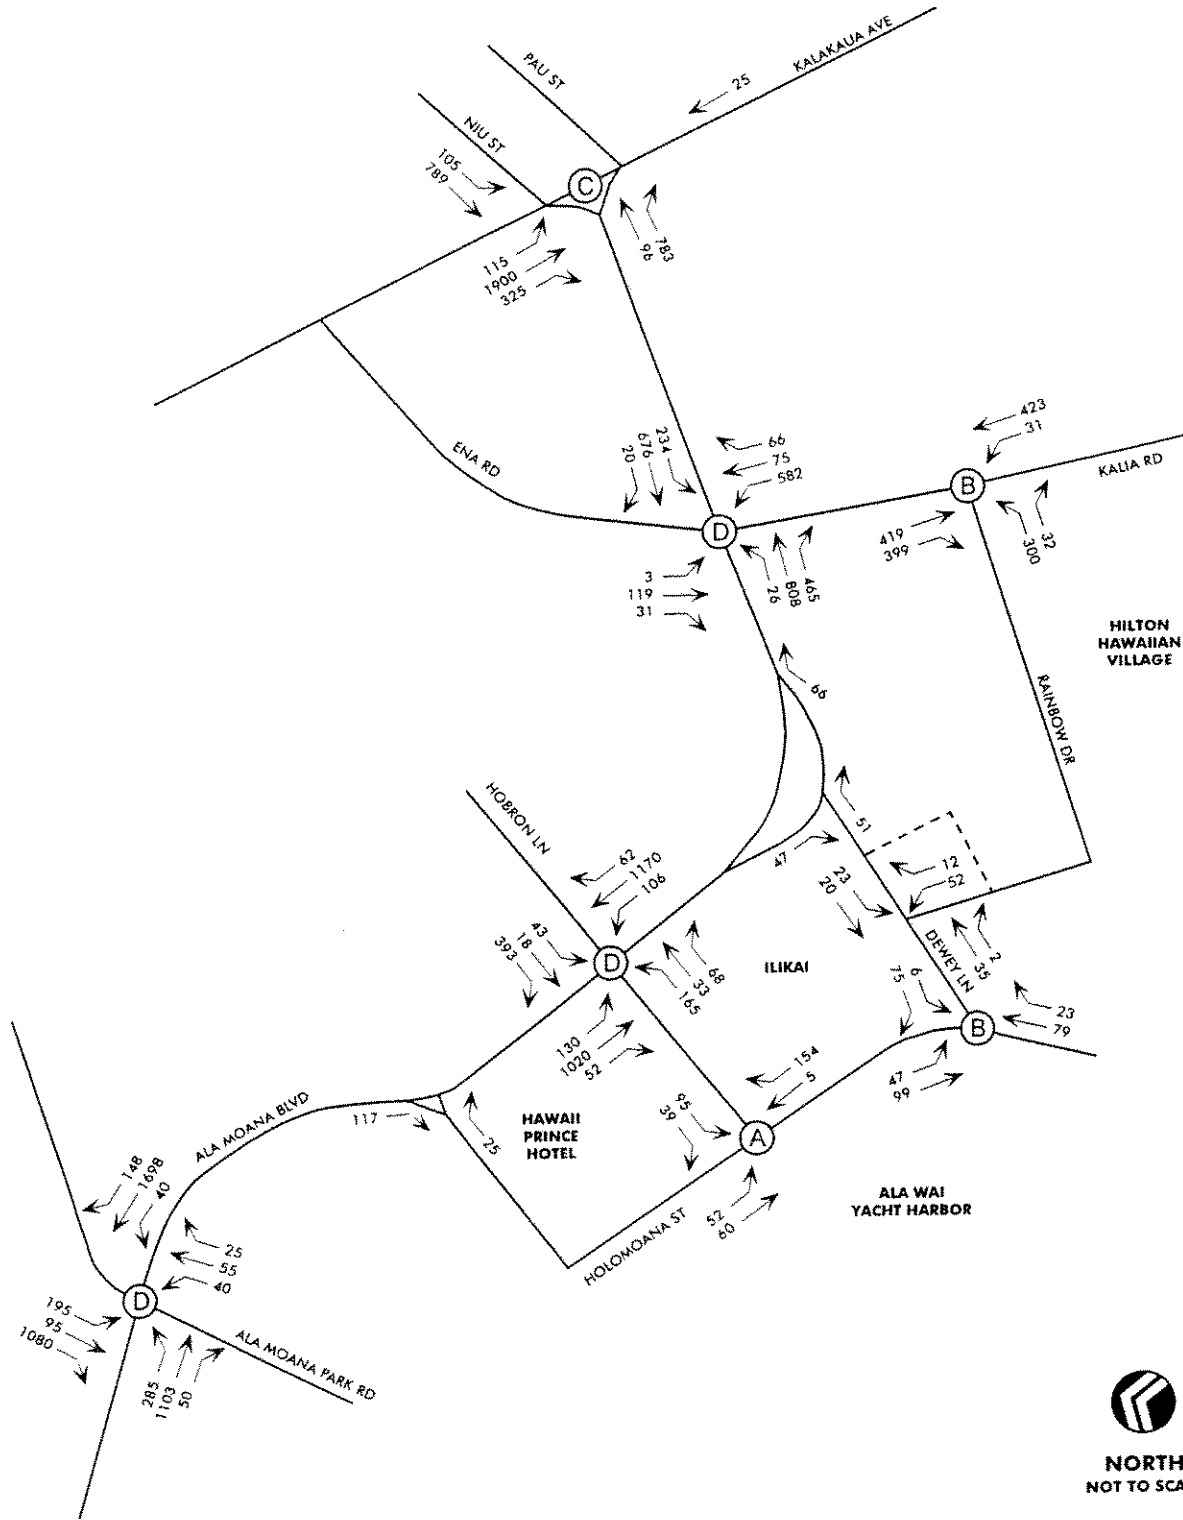 KALAKAUA AVE
25
PAU ST
NIU ST
105
789
C
115
1900
325
96
783
ENA RD
20
676
234
66
75
582
423
31
B
KALIA RD
D
3
119
31
26
808
465
419
399
300
32
HILTON
HAWAIIAN
VILLAGE
RAINBOW DR
66
HOBRON LN
62
1170
106
47
51
12
52
23
20
DEWEY LN
35
2
43
18
393
D
68
33
165
ILIKAI
75
6
B
23
79
130
1020
52
154
5
47
99
95
39
A
ALA MOANA BLVD
117
25
HAWAII
PRINCE
HOTEL
52
60
ALA WAI
YACHT HARBOR
HOLOMOANA ST
148
1698
40
25
55
40
D
195
95
1080
285
1103
50
ALA MOANA PARK RD
NORTH
NOT TO SCA